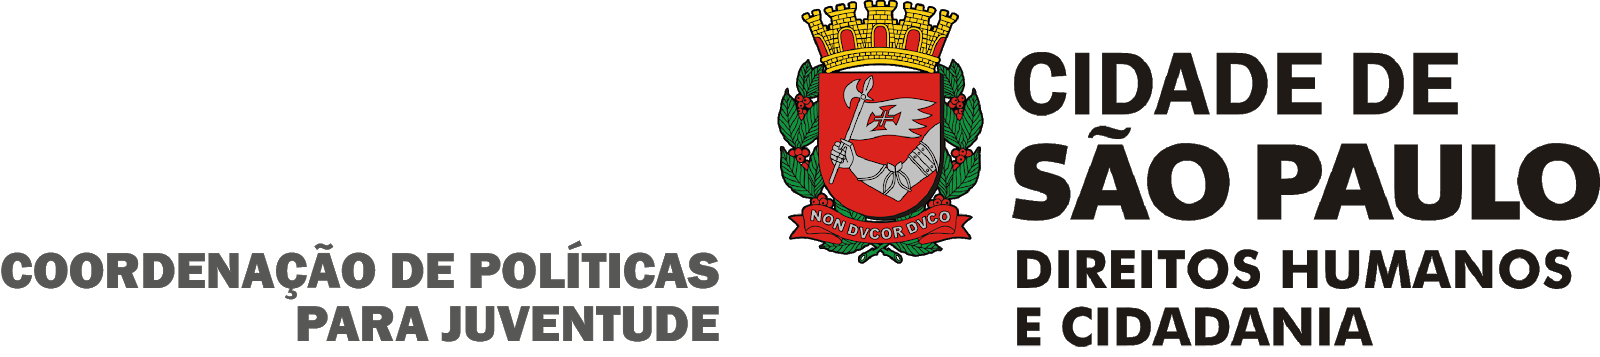 COORDENAÇÃO DE POLÍTICAS
PARA JUVENTUDE
NON DVCOR DVCO
CIDADE DE
SÃO PAULO
DIREITOS HUMANOS
E CIDADANIA